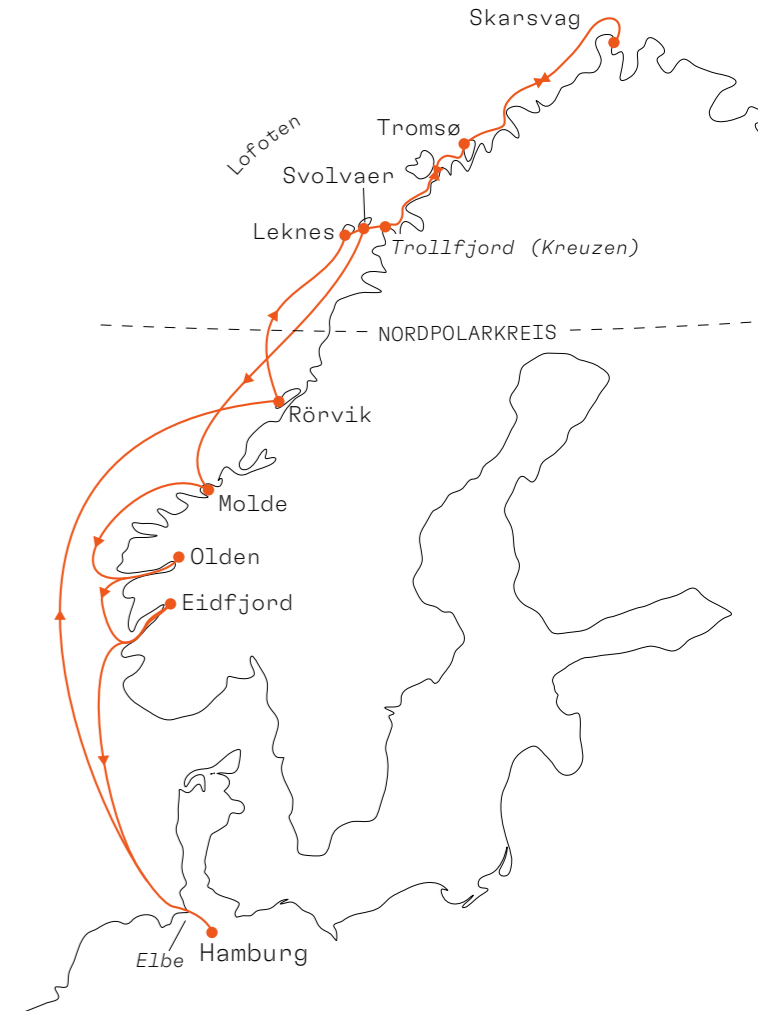 Skarsvag
Tromsø
Lofoten
Svolvaer
Leknes
Trollfjord (Kreuzen)
NORDPOLARKREIS
Rörvik
Molde
Olden
Eidfjord
Elbe
Hamburg